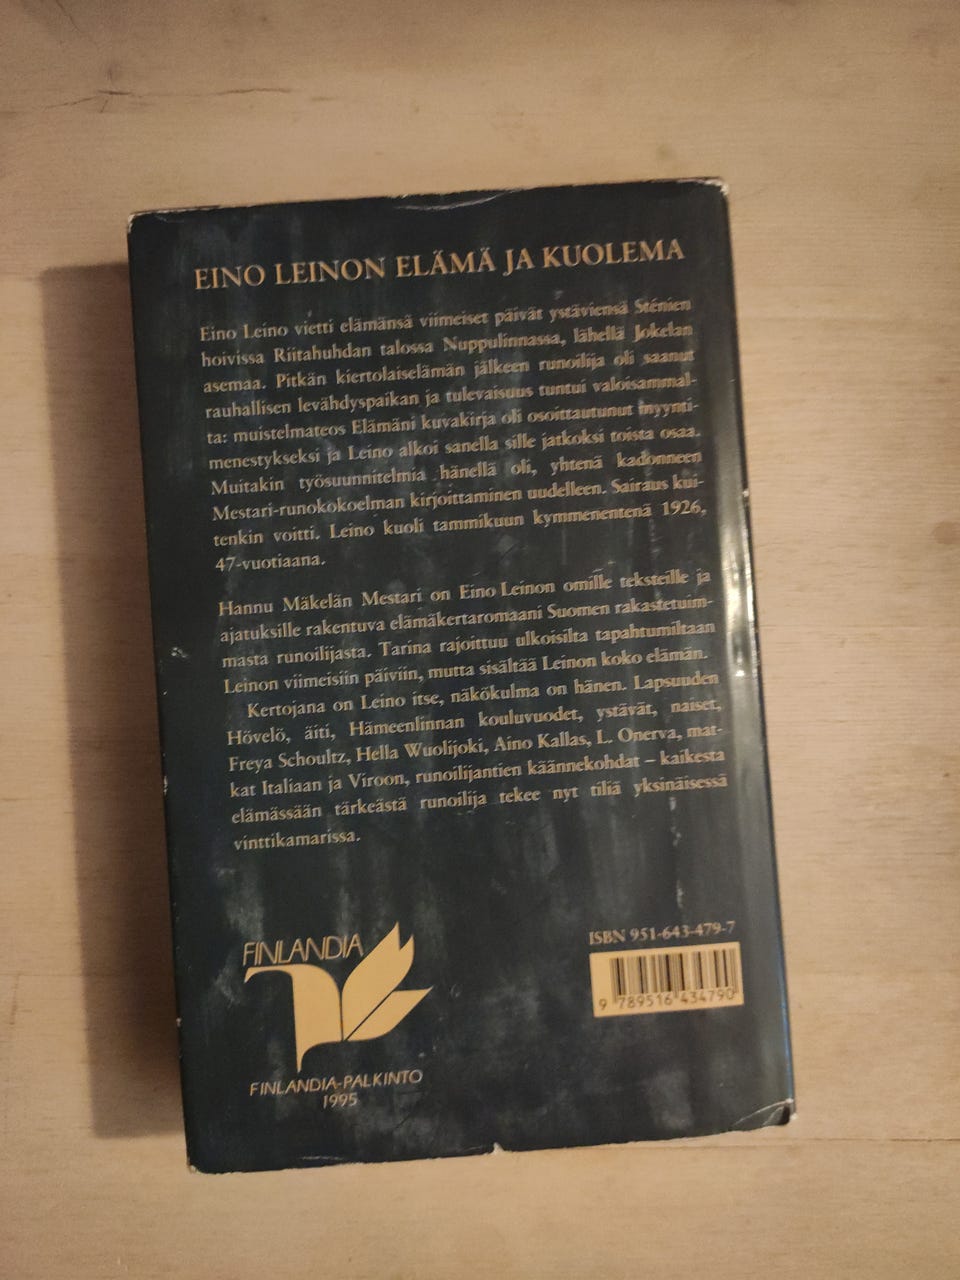 EINO LEINON ELÄMÄ JA KUOLEMA
Eino Leino vietti elämänsä viimeiset päivät ystäviensä Sténien
hoivissa Riitahuhdan talossa Nuppulinnassa, lähellä Jokelan
asemaa. Pitkän kiertolaiselämän jälkeen runoilija oli saanut
rauhallisen levähdyspaikan ja tulevaisuus tuntui valoisammal-
ta: muistelmateos Elämäni kuvakirja oli osoittautunut myynti-
menestykseksi ja Leino alkoi sanella sille jatkoksi toista osaa.
Muitakin työsuunnitelmia hänellä oli, yhtenä kadonneen
Mestari-runokokoelman kirjoittaminen uudelleen. Sairaus kui-
tenkin voitti. Leino kuoli tammikuun kymmenentenä 1926,
47-vuotiaana.
Hannu Mäkelän Mestari on Eino Leinon omille teksteille ja
ajatuksille rakentuva elämäkertaromaani Suomen rakastetuim-
masta runoilijasta. Tarina rajoittuu ulkoisilta tapahtumiltaan
Leinon viimeisiin päiviin, mutta sisältää Leinon koko elämän.
Kertojana on Leino itse, näkökulma on hänen. Lapsuuden
Hövelö, äiti, Hämeenlinnan kouluvuodet, ystävät, naiset,
Freya Schoultz, Hella Wuolijoki, Aino Kallas, L. Onerva, mat-
kat Italiaan ja Viroon, runoilijantien käännekohdat – kaikesta
elämässään tärkeästä runoilija tekee nyt tiliä yksinäisessä
vinttikamarissa.
FINLANDIA
FINLANDIA-PALKINTO
1995
ISBN 951-643-479-7
9 789516 434790